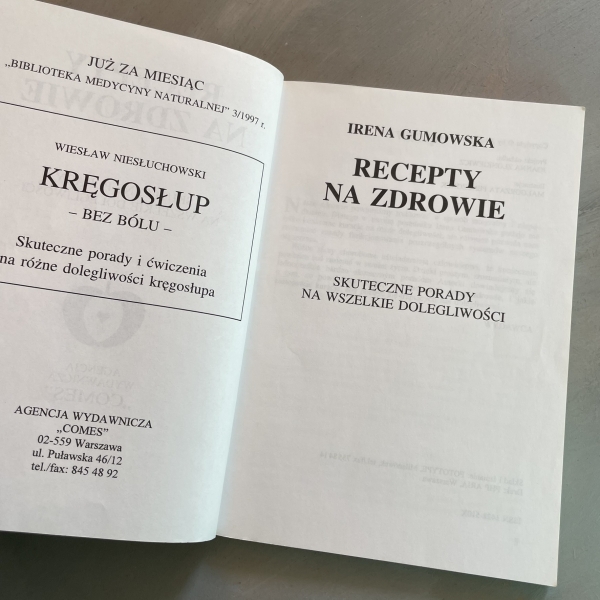 JUŻ ZA MIESIĄC
„BIBLIOTEKA MEDYCYNY NATURALNEJ” 3/1997 r.
WIESŁAW NIESŁUCHOWSKI
KRĘGOSŁUP
– BEZ BÓLU –
Skuteczne porady i ćwiczenia
na różne dolegliwości kręgosłupa
AGENCJA WYDAWNICZA
„COMES”
02-559 Warszawa
ul. Puławska 46/12
tel./fax: 845 48 92
IRENA GUMOWSKA
RECEPTY
NA ZDROWIE
SKUTECZNE PORADY
NA WSZELKIE DOLEGLIWOŚCI